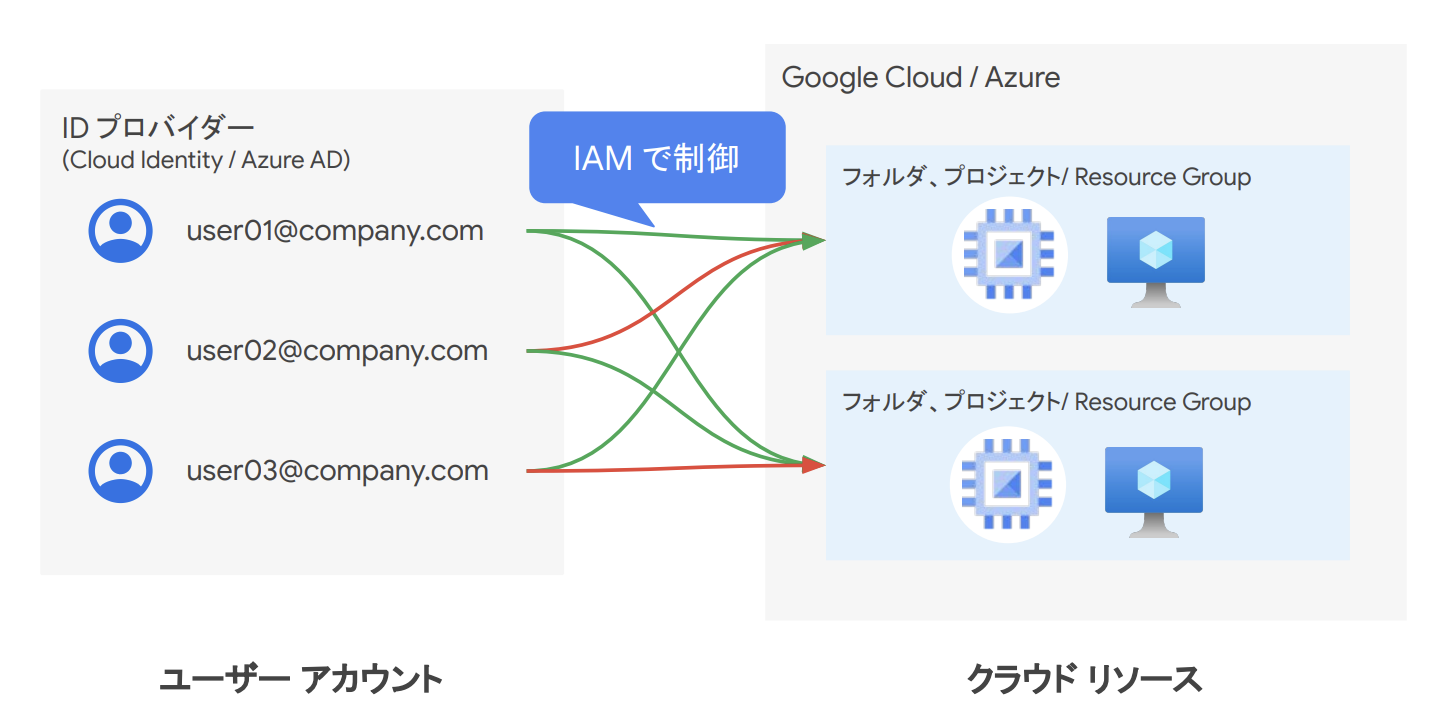 ID プロバイダー
(Cloud Identity / Azure AD)
user01@company.com
user02@company.com
user03@company.com
IAM で制御
Google Cloud / Azure
フォルダ、プロジェクト/ Resource Group
フォルダ、プロジェクト/ Resource Group
ユーザー アカウント
クラウド リソース